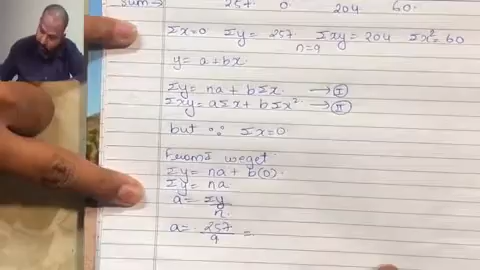 Sum→ 257 0 204 60
Σx=0 Σy= 257 Σxy= 204 Σx²= 60
n=9
y= a+bx
Σy= na+bΣx. → Ⅰ
Σxy= aΣx+bΣx² → Ⅱ
but ∵ Σx=0
From I we get
Σy= na+b(0).
Σy= na
a= Σy
n.
a= 257 =
9